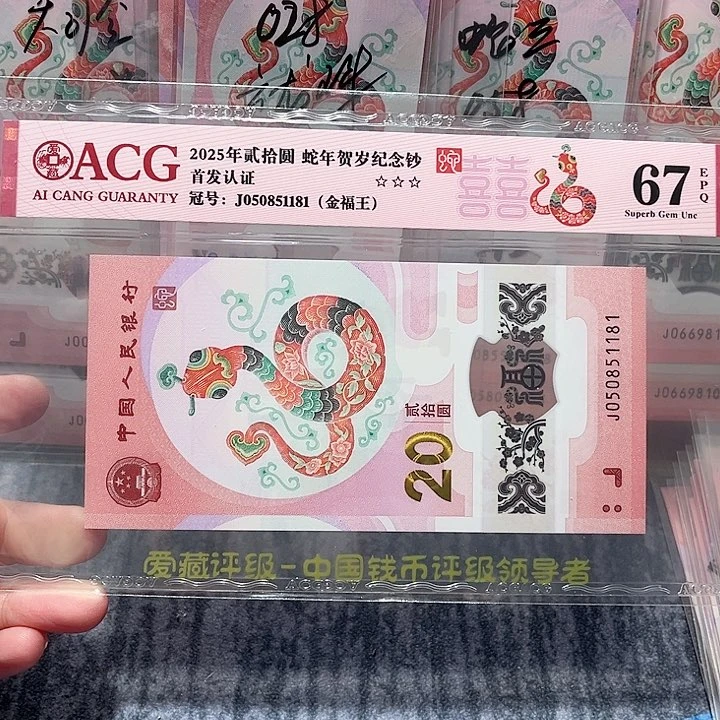 028
ACG
AI CANG GUARANTY
2025年贰拾圆 蛇年贺岁纪念钞
首发认证 ☆☆☆
冠号：J050851181（金福王）
67
EPQ
Superb Gem Unc
中国人民银行
贰拾圆
20
J050851181
J066981
J0669810
爱藏评级-中国钱币评级领导者